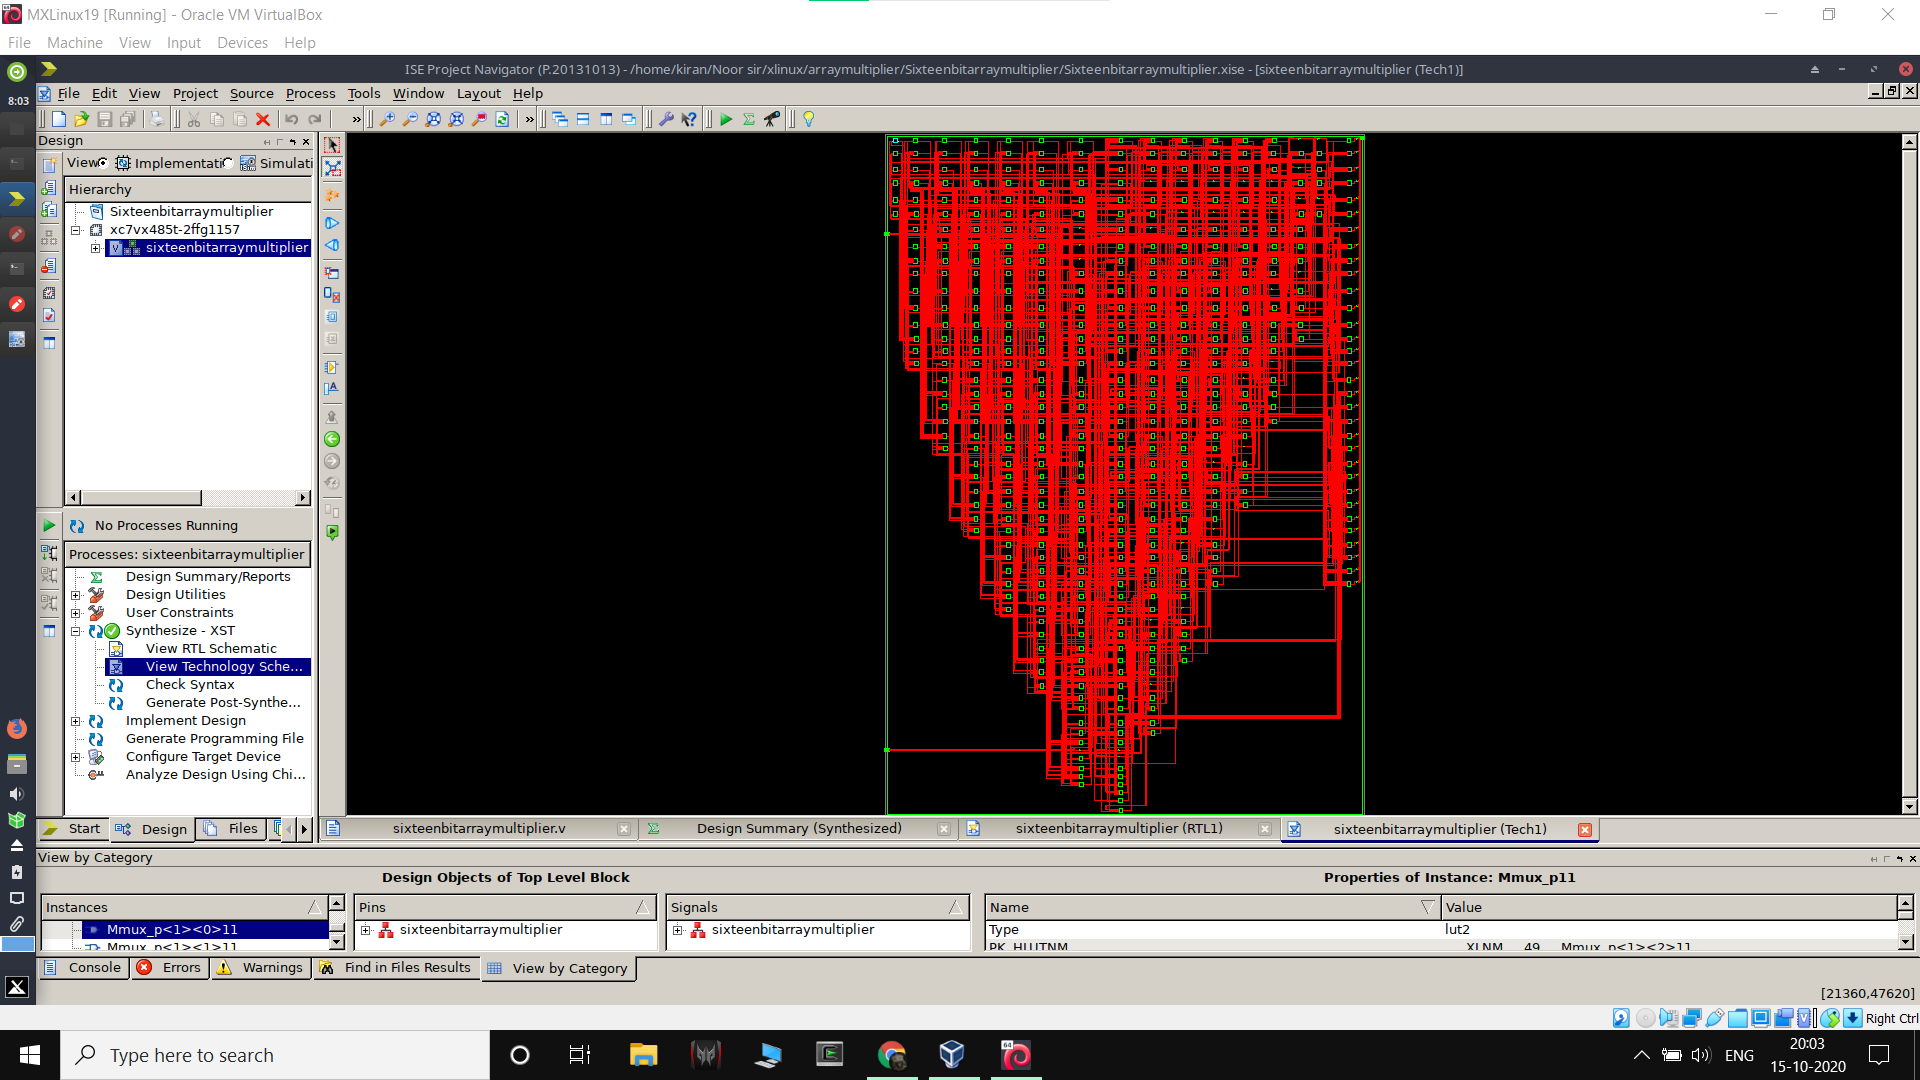 MXLinux19 [Running] - Oracle VM VirtualBox
File Machine View Input Devices Help
ISE Project Navigator (P.20131013) - /home/kiran/Noor sir/xlinux/arraymultiplier/Sixteenbitarraymultiplier/Sixteenbitarraymultiplier.xise - [sixteenbitarraymultiplier (Tech1)]
8:03
File Edit View Project Source Process Tools Window Layout Help
Design
View Implementati Simulati
Hierarchy
Sixteenbitarraymultiplier
xc7vx485t-2ffg1157
sixteenbitarraymultiplier
No Processes Running
Processes: sixteenbitarraymultiplier
Design Summary/Reports
Design Utilities
User Constraints
Synthesize - XST
View RTL Schematic
View Technology Sche...
Check Syntax
Generate Post-Synthe...
Implement Design
Generate Programming File
Configure Target Device
Analyze Design Using Chi...
Start Design Files
sixteenbitarraymultiplier.v Design Summary (Synthesized) sixteenbitarraymultiplier (RTL1) sixteenbitarraymultiplier (Tech1)
View by Category
Design Objects of Top Level Block Properties of Instance: Mmux_p11
Instances Pins Signals Name Value
Mmux_p<1><0>11 sixteenbitarraymultiplier sixteenbitarraymultiplier Type lut2
Mmux_p<1><1>11 PK_HLUTNM XLNM 49 Mmux_p<1><2>11
Console Errors Warnings Find in Files Results View by Category
[21360,47620]
Right Ctrl
Type here to search
ENG
20:03
15-10-2020